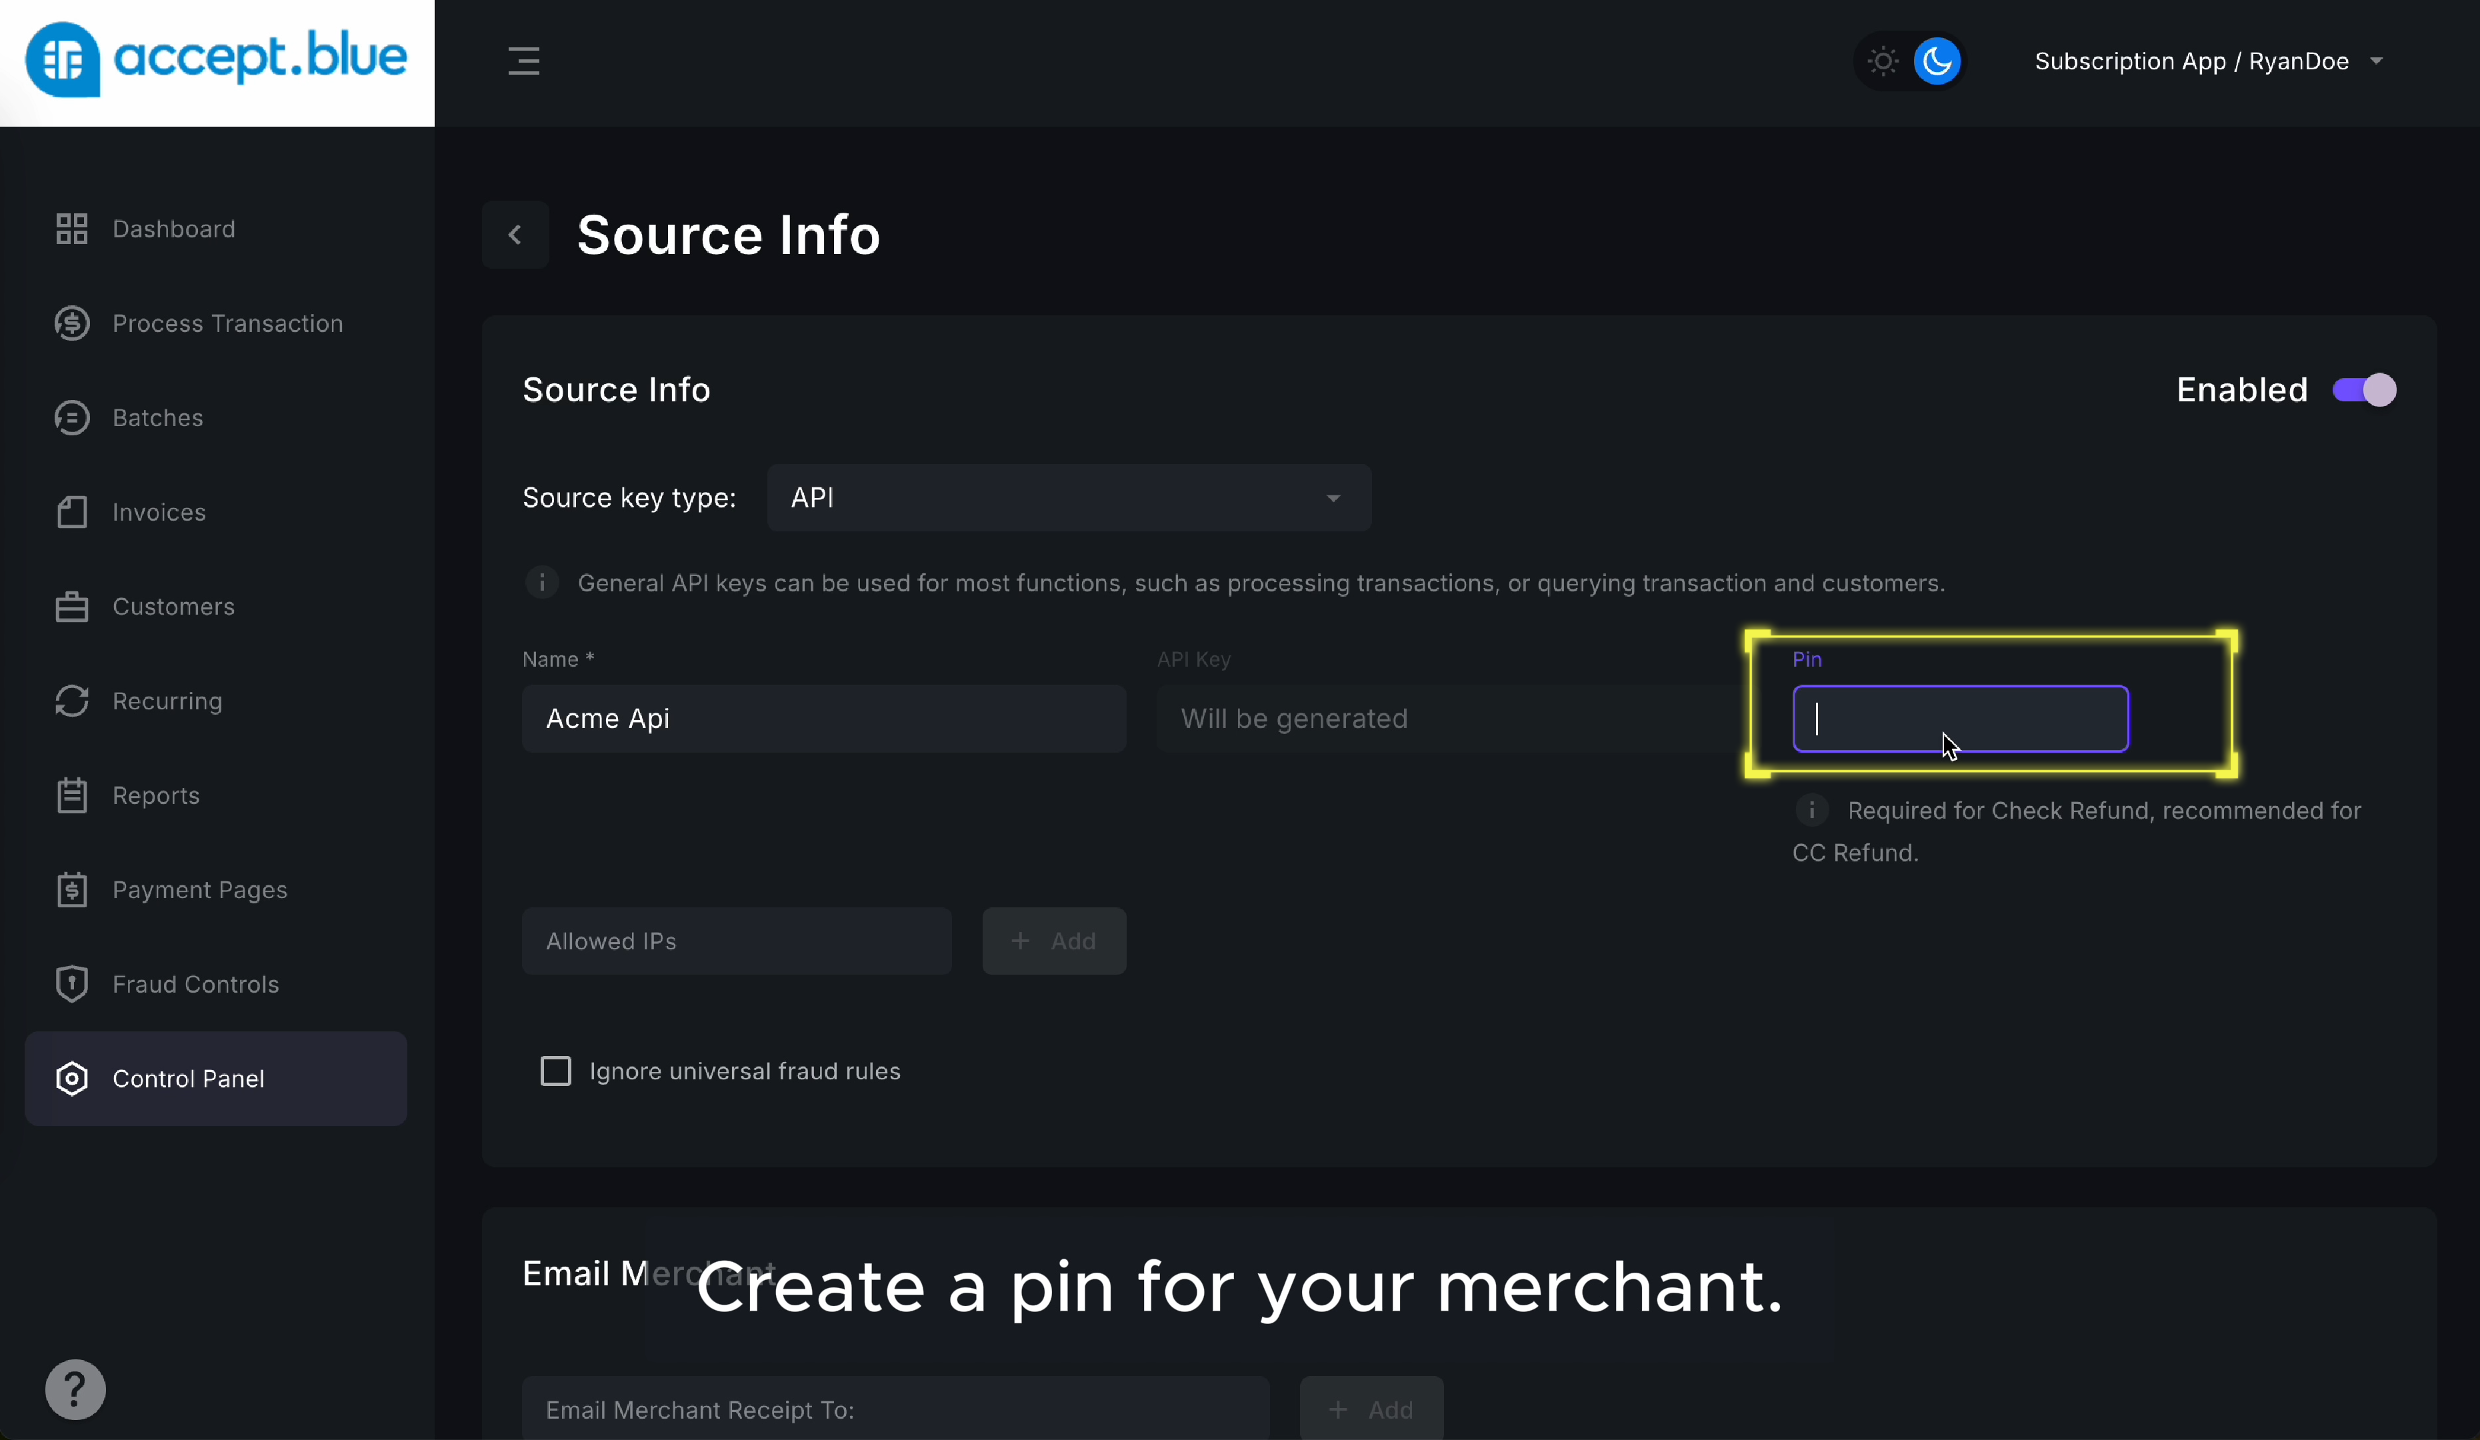 accept.blue
Subscription App / RyanDoe
Dashboard
Process Transaction
Batches
Invoices
Customers
Recurring
Reports
Payment Pages
Fraud Controls
Control Panel
?
Source Info
Source Info
Enabled
Source key type:
API
i General API keys can be used for most functions, such as processing transactions, or querying transaction and customers.
Name *
Acme Api
API Key
Will be generated
Pin
i Required for Check Refund, recommended for
CC Refund.
Allowed IPs
+ Add
Ignore universal fraud rules
Email Merchant
Create a pin for your merchant.
Email Merchant Receipt To:
+ Add